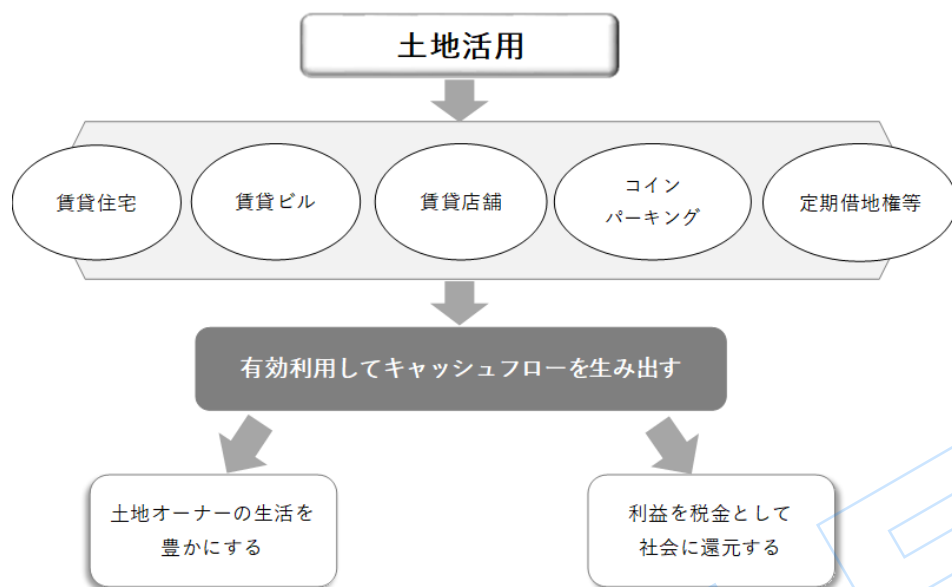 土地活用
賃貸住宅
賃貸ビル
賃貸店舗
コイン
パーキング
定期借地権等
有効利用してキャッシュフローを生み出す
土地オーナーの生活を
豊かにする
利益を税金として
社会に還元する